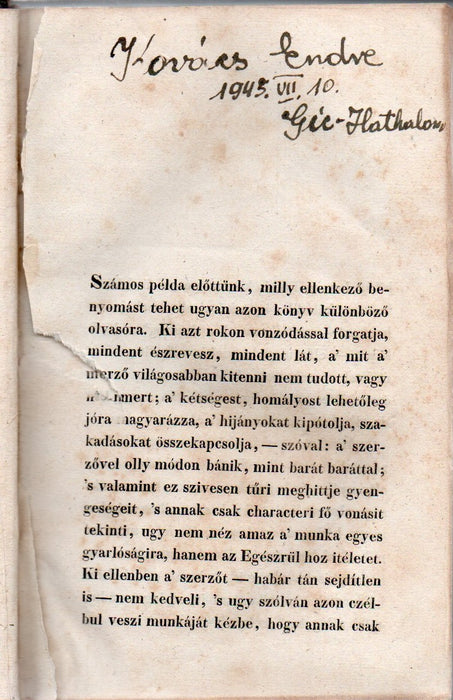 Kovács Endre
1945. VII. 10.
Gic-Hathalom
Számos példa előttünk, milly ellenkező be-
nyomást tehet ugyan azon könyv különböző
olvasóra. Ki azt rokon vonzódással forgatja,
mindent észrevesz, mindent lát, a' mit a'
merző világosabban kitenni nem tudott, vagy
mert; a' kétségest, homályost lehetőleg
jóra magyarázza, a' hijányokat kipótolja, sza-
kadásokat összekapcsolja, — szóval: a' szer-
zővel olly módon bánik, mint barát baráttal;
's valamint ez szivesen tűri meghittje gyen-
geségeit, 's annak csak characteri fő vonásit
tekinti, ugy nem néz amaz a' munka egyes
gyarlóságira, hanem az Egészrül hoz itéletet.
Ki ellenben a' szerzőt — habár tán sejdítlen
is — nem kedveli, 's ugy szólván azon czél-
bul veszi munkáját kézbe, hogy annak csak